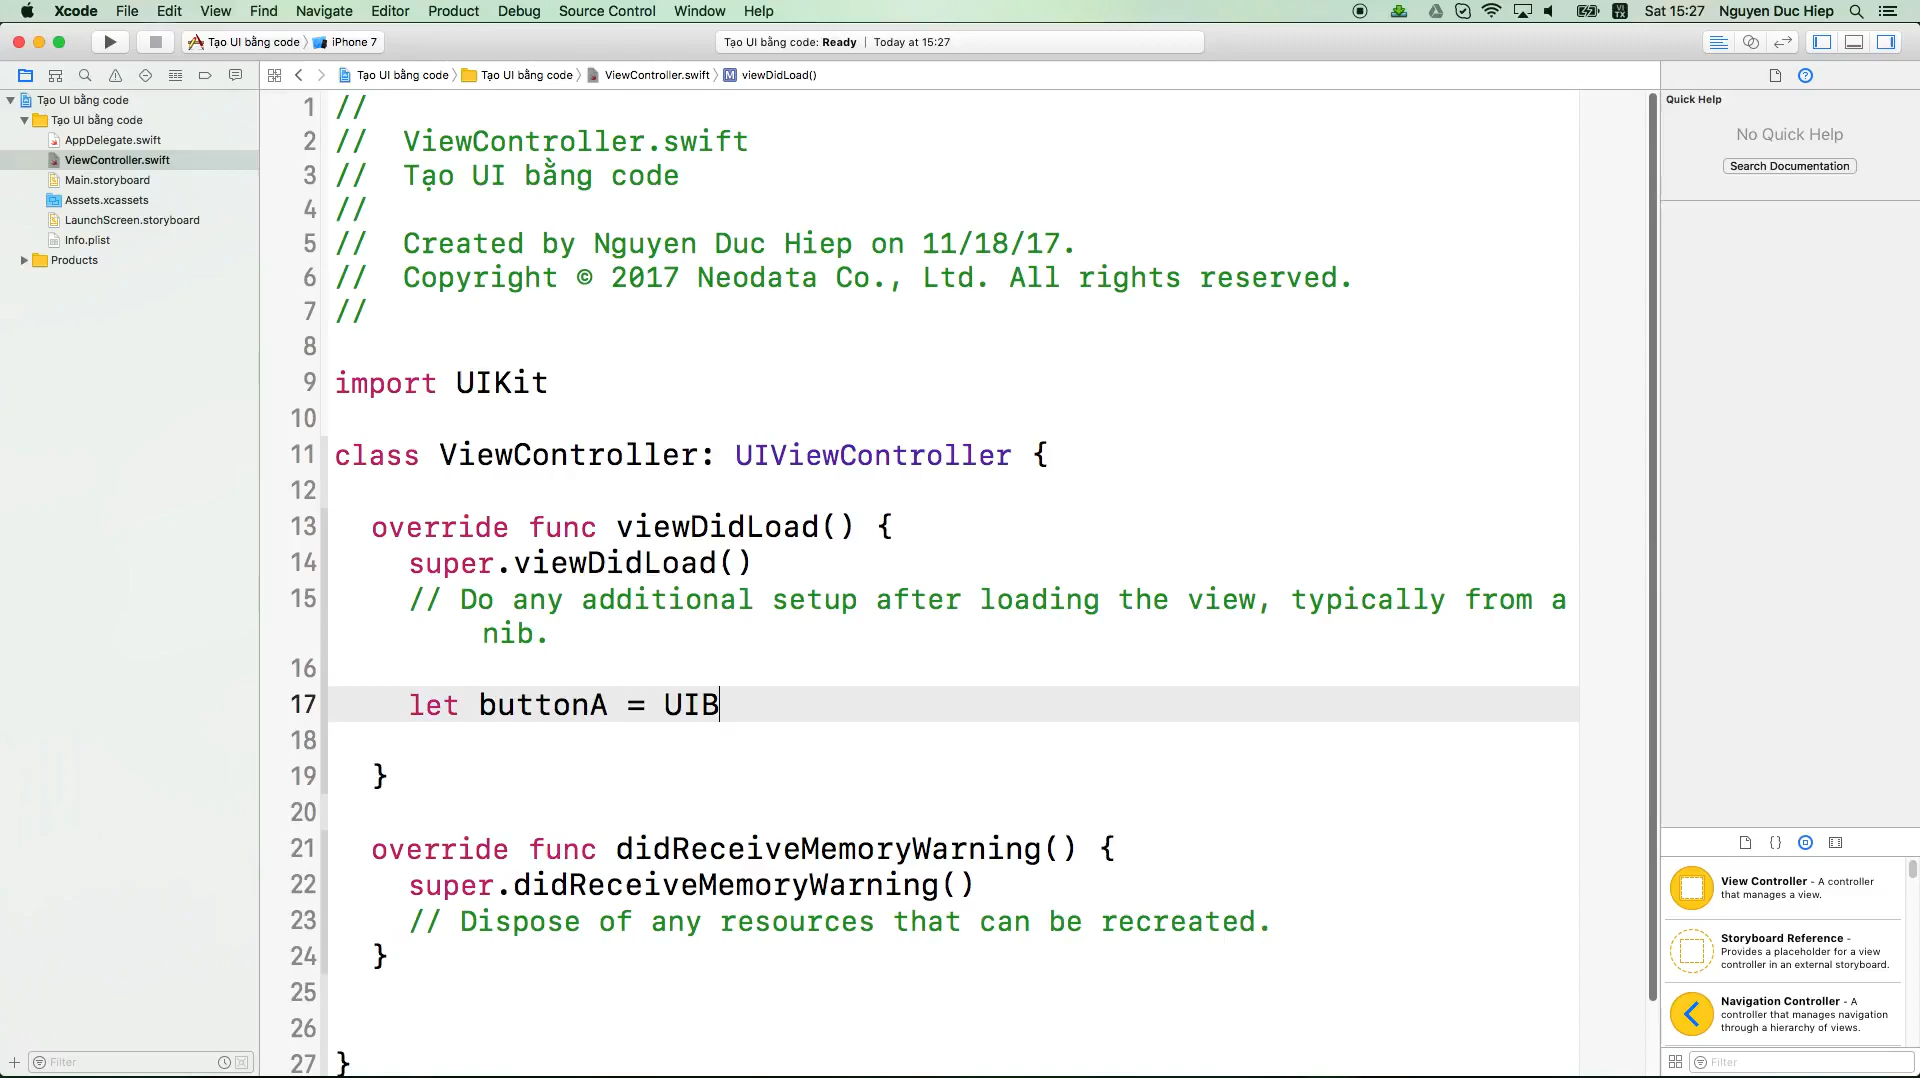 Xcode File Edit View Find Navigate Editor Product Debug Source Control Window Help Sat 15:27 Nguyen Duc Hiep
Tạo UI bằng code iPhone 7 Tạo UI bằng code: Ready Today at 15:27
Tạo UI bằng code Tạo UI bằng code ViewController.swift M viewDidLoad()
Tạo UI bằng code
Tạo UI bằng code
AppDelegate.swift
ViewController.swift
Main.storyboard
Assets.xcassets
LaunchScreen.storyboard
Info.plist
Products
Filter
1 //
2 // ViewController.swift
3 // Tạo UI bằng code
4 //
5 // Created by Nguyen Duc Hiep on 11/18/17.
6 // Copyright © 2017 Neodata Co., Ltd. All rights reserved.
7 //
8
9 import UIKit
10
11 class ViewController: UIViewController {
12
13 override func viewDidLoad() {
14 super.viewDidLoad()
15 // Do any additional setup after loading the view, typically from a
nib.
16
17 let buttonA = UIB
18
19 }
20
21 override func didReceiveMemoryWarning() {
22 super.didReceiveMemoryWarning()
23 // Dispose of any resources that can be recreated.
24 }
25
26
27 }
Quick Help
No Quick Help
Search Documentation
View Controller - A controller
that manages a view.
Storyboard Reference -
Provides a placeholder for a view
controller in an external storyboard.
Navigation Controller - A
controller that manages navigation
through a hierarchy of views.
Filter